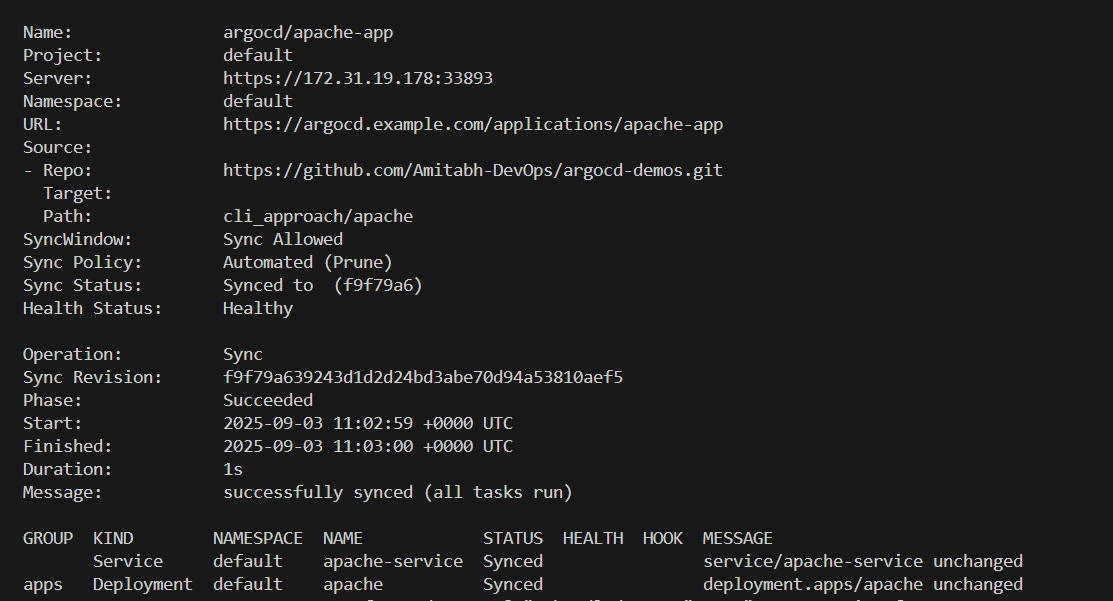 Name: argocd/apache-app
Project: default
Server: https://172.31.19.178:33893
Namespace: default
URL: https://argocd.example.com/applications/apache-app
Source:
- Repo: https://github.com/Amitabh-DevOps/argocd-demos.git
Target:
Path: cli_approach/apache
SyncWindow: Sync Allowed
Sync Policy: Automated (Prune)
Sync Status: Synced to  (f9f79a6)
Health Status: Healthy
Operation: Sync
Sync Revision: f9f79a639243d1d2d24bd3abe70d94a53810aef5
Phase: Succeeded
Start: 2025-09-03 11:02:59 +0000 UTC
Finished: 2025-09-03 11:03:00 +0000 UTC
Duration: 1s
Message: successfully synced (all tasks run)
GROUP KIND NAMESPACE NAME STATUS HEALTH HOOK MESSAGE
Service default apache-service Synced service/apache-service unchanged
apps Deployment default apache Synced deployment.apps/apache unchanged